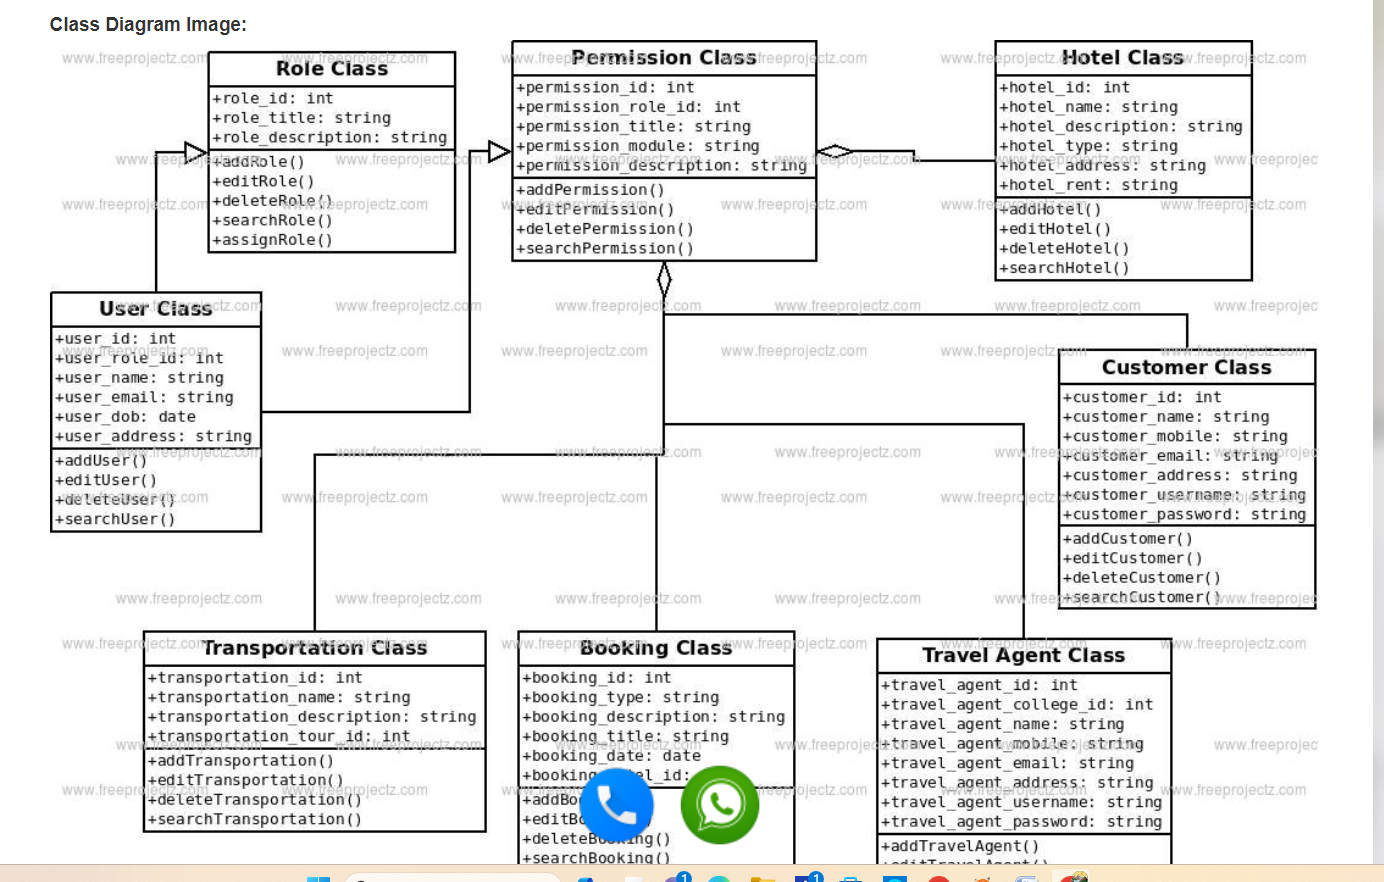 Class Diagram Image:
Role Class
+role_id: int
+role_title: string
+role_description: string
+addRole()
+editRole()
+deleteRole()
+searchRole()
+assignRole()
Permission Class
+permission_id: int
+permission_role_id: int
+permission_title: string
+permission_module: string
+permission_description: string
+addPermission()
+editPermission()
+deletePermission()
+searchPermission()
Hotel Class
+hotel_id: int
+hotel_name: string
+hotel_description: string
+hotel_type: string
+hotel_address: string
+hotel_rent: string
+addHotel()
+editHotel()
+deleteHotel()
+searchHotel()
User Class
+user_id: int
+user_role_id: int
+user_name: string
+user_email: string
+user_dob: date
+user_address: string
+addUser()
+editUser()
+deleteUser()
+searchUser()
Customer Class
+customer_id: int
+customer_name: string
+customer_mobile: string
+customer_email: string
+customer_address: string
+customer_username: string
+customer_password: string
+addCustomer()
+editCustomer()
+deleteCustomer()
+searchCustomer()
Transportation Class
+transportation_id: int
+transportation_name: string
+transportation_description: string
+transportation_tour_id: int
+addTransportation()
+editTransportation()
+deleteTransportation()
+searchTransportation()
Booking Class
+booking_id: int
+booking_type: string
+booking_description: string
+booking_title: string
+booking_date: date
+deleteBooking()
+searchBooking()
Travel Agent Class
+travel_agent_id: int
+travel_agent_college_id: int
+travel_agent_name: string
+travel_agent_mobile: string
+travel_agent_email: string
+travel_agent_address: string
+travel_agent_username: string
+travel_agent_password: string
+addTravelAgent()
www.freeprojectz.com